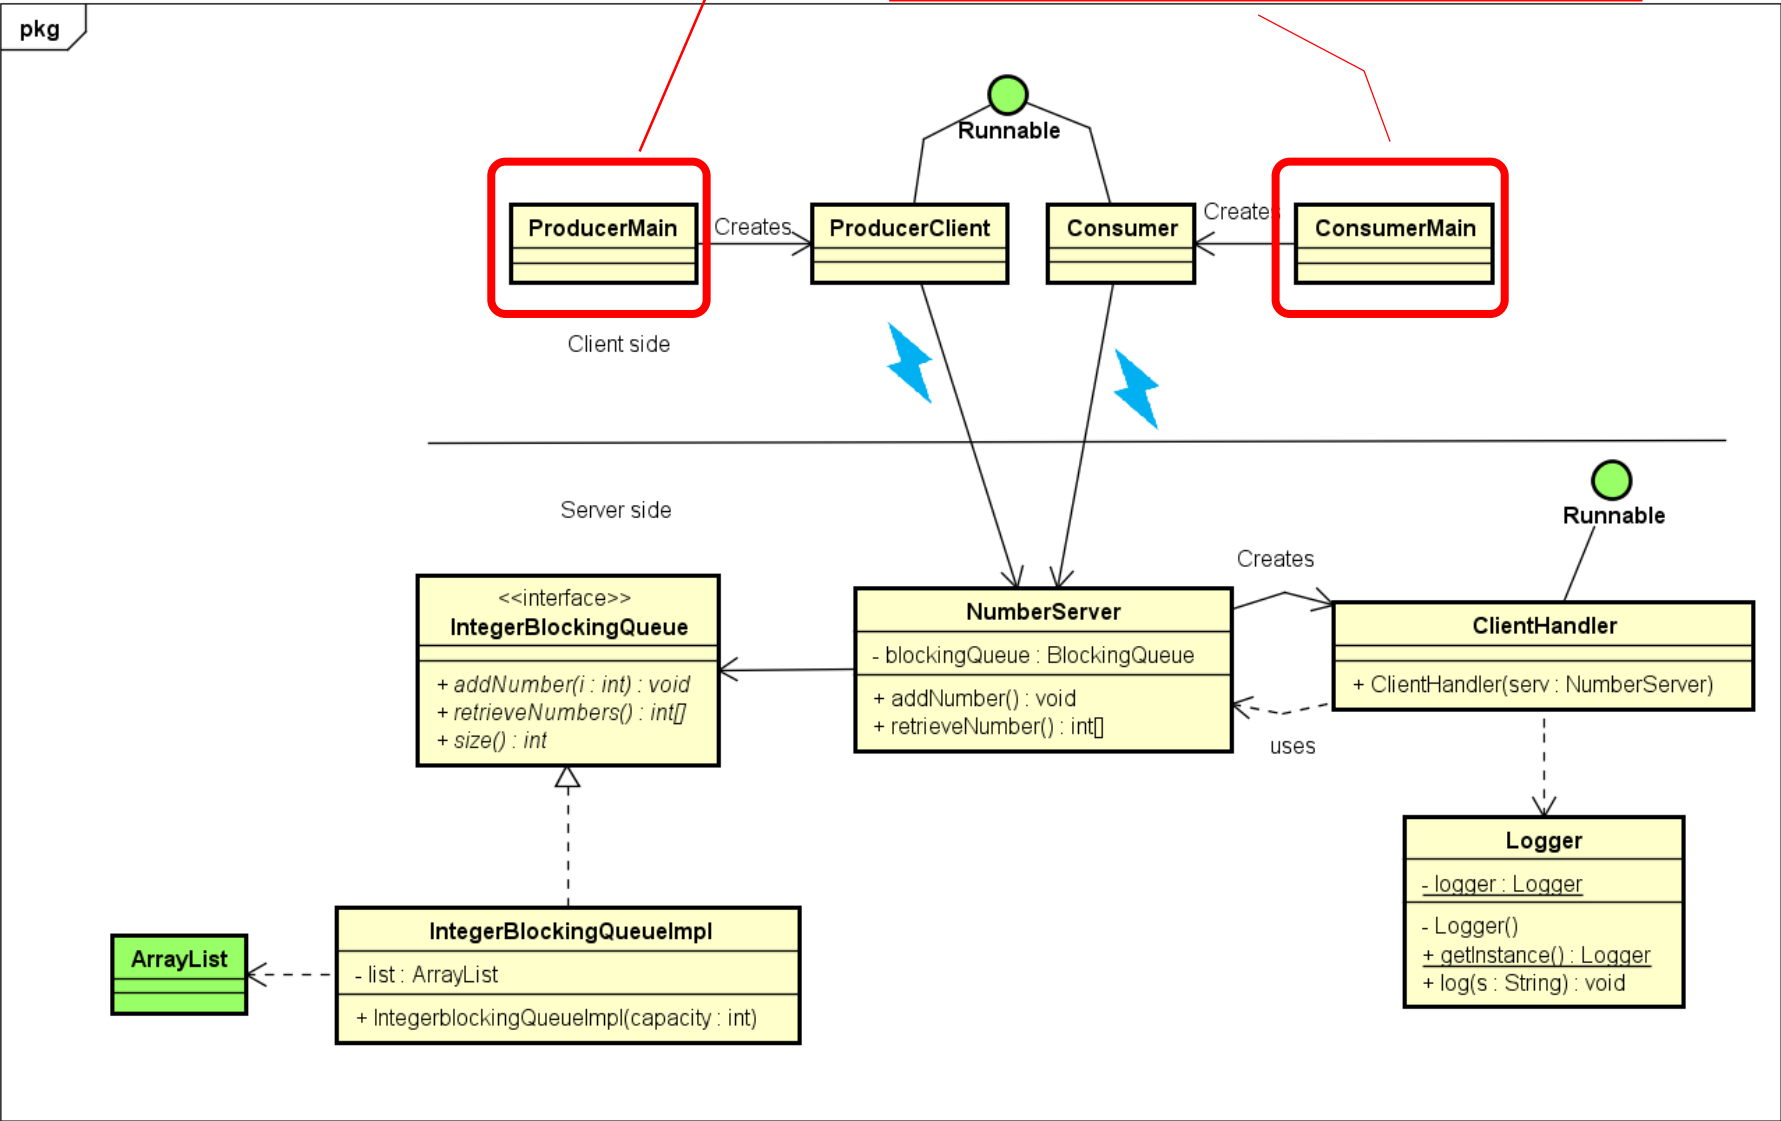 pkg
Runnable
ProducerMain
Creates
ProducerClient
Consumer
Creates
ConsumerMain
Client side
Server side
Runnable
<<interface>>
IntegerBlockingQueue
+ addNumber(i : int) : void
+ retrieveNumbers() : int[]
+ size() : int
NumberServer
- blockingQueue : BlockingQueue
+ addNumber() : void
+ retrieveNumber() : int[]
Creates
uses
ClientHandler
+ ClientHandler(serv : NumberServer)
Logger
- logger : Logger
- Logger()
+ getInstance() : Logger
+ log(s : String) : void
ArrayList
IntegerBlockingQueueImpl
- list : ArrayList
+ IntegerblockingQueueImpl(capacity : int)